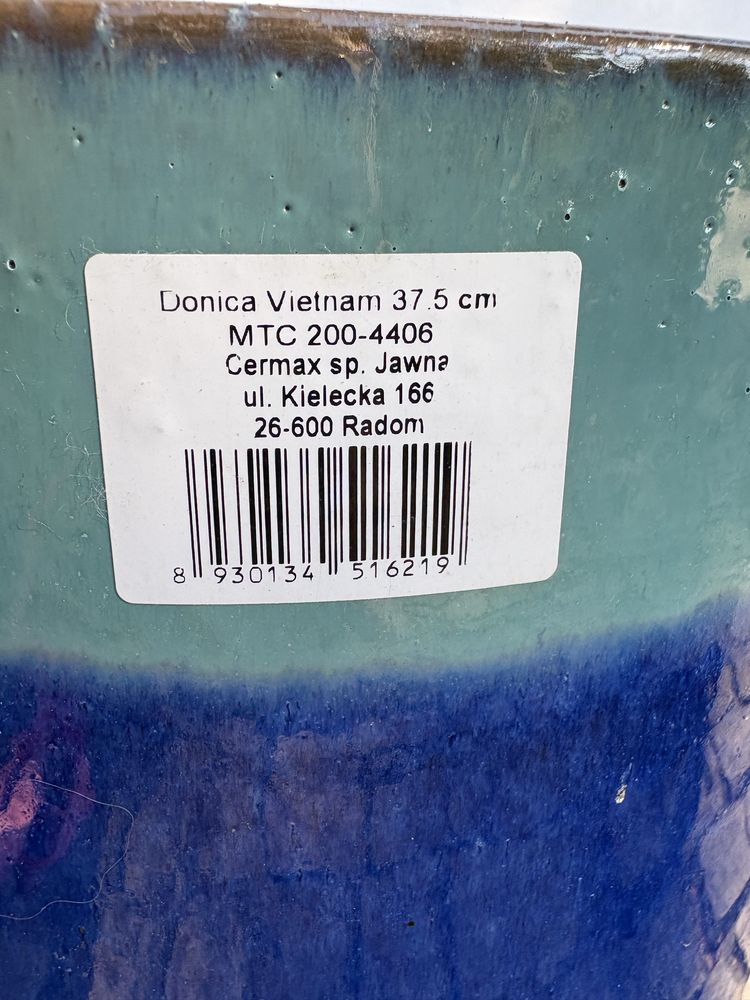 Donica Vietnam 37.5 cm
MTC 200-4406
Cermax sp. Jawna
ul. Kielecka 166
26-600 Radom
8 930134 516219